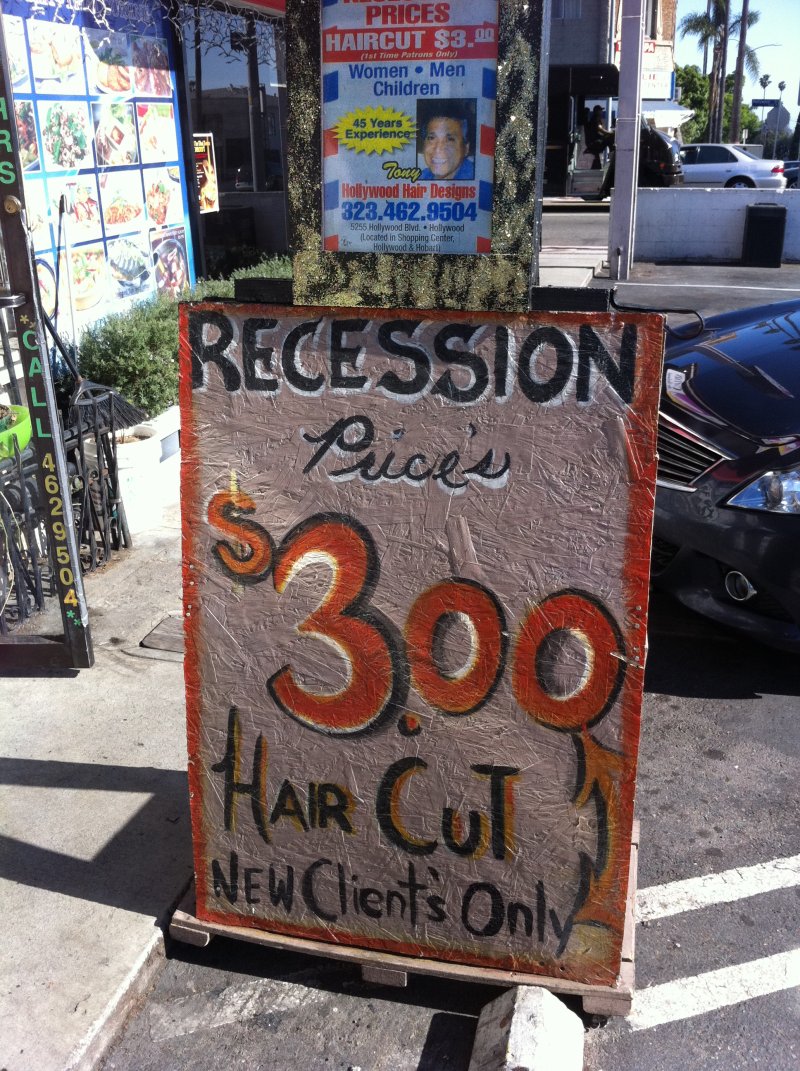 PRICES
HAIRCUT $3.00
(1st Time Patrons Only)
Women • Men
Children
45 Years
Experience
Tony
Hollywood Hair Designs
323.462.9504
5255 Hollywood Blvd. • Hollywood
(Located in Shopping Center,
Hollywood & Hobart)
RECESSION
Price's
$3.00
HAIR CUT
NEW Client's Only
HRS
CALL
4629504